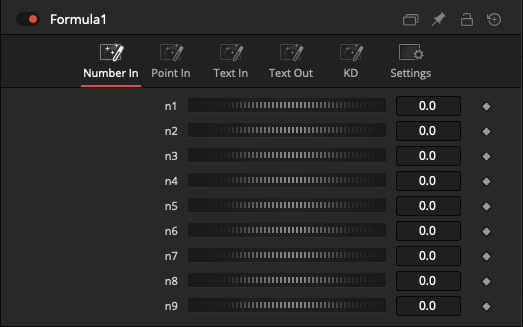 Formula1
Number In Point In Text In Text Out KD Settings
n1 0.0
n2 0.0
n3 0.0
n4 0.0
n5 0.0
n6 0.0
n7 0.0
n8 0.0
n9 0.0